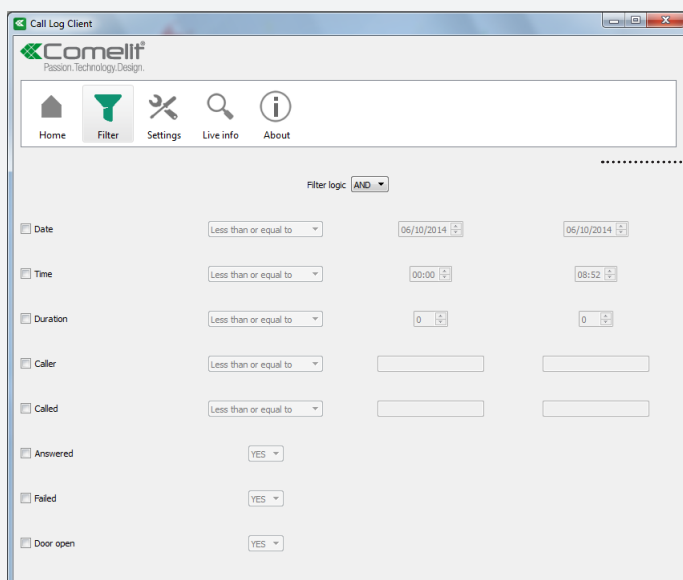 Call Log Client
Comelit®
Passion.Technology.Design.
Home Filter Settings Live info About
Filter logic AND
Date Less than or equal to 06/10/2014 06/10/2014
Time Less than or equal to 00:00 08:52
Duration Less than or equal to 0 0
Caller Less than or equal to
Called Less than or equal to
Answered YES
Failed YES
Door open YES